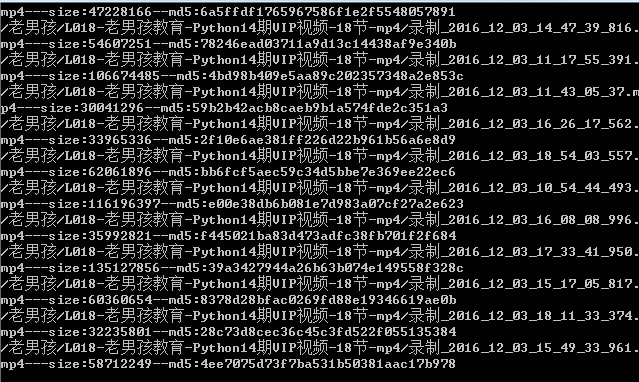 mp4---size:47228166--md5:6a5ffdf1765967586f1e2f5548057891
/老男孩/L018-老男孩教育-Python14期VIP视频-18节-mp4/录制_2016_12_03_14_47_39_816.
mp4---size:54607251--md5:78246ead03711a9d13c14438af9e340b
/老男孩/L018-老男孩教育-Python14期VIP视频-18节-mp4/录制_2016_12_03_11_17_55_391.
mp4---size:106674485--md5:4bd98b409e5aa89c202357348a2e853c
/老男孩/L018-老男孩教育-Python14期VIP视频-18节-mp4/录制_2016_12_03_11_43_05_37.m
p4---size:30041296--md5:59b2b42acb8caeb9b1a574fde2c351a3
/老男孩/L018-老男孩教育-Python14期VIP视频-18节-mp4/录制_2016_12_03_16_26_17_562.
mp4---size:33965336--md5:2f10e6ae381ff226d22b961b56a6e8d9
/老男孩/L018-老男孩教育-Python14期VIP视频-18节-mp4/录制_2016_12_03_18_54_03_557.
mp4---size:62061896--md5:bb6fcf5aec59c34d5bbe7e369ee22ec6
/老男孩/L018-老男孩教育-Python14期VIP视频-18节-mp4/录制_2016_12_03_10_54_44_493.
mp4---size:116196397--md5:e00e38db6b081e7d983a07cf27a2e623
/老男孩/L018-老男孩教育-Python14期VIP视频-18节-mp4/录制_2016_12_03_16_08_08_996.
mp4---size:35992821--md5:f445021ba83d473adfc38fb701f2f684
/老男孩/L018-老男孩教育-Python14期VIP视频-18节-mp4/录制_2016_12_03_17_33_41_950.
mp4---size:135127856--md5:39a3427944a26b63b074e149558f328c
/老男孩/L018-老男孩教育-Python14期VIP视频-18节-mp4/录制_2016_12_03_15_17_05_817.
mp4---size:60360654--md5:8378d28bfac0269fd88e19346619ae0b
/老男孩/L018-老男孩教育-Python14期VIP视频-18节-mp4/录制_2016_12_03_18_11_33_374.
mp4---size:32235801--md5:28c73d8cec36c45c3fd522f055135384
/老男孩/L018-老男孩教育-Python14期VIP视频-18节-mp4/录制_2016_12_03_15_49_33_961.
mp4---size:58712249--md5:4ee7075d73f7ba531b50381aac17b978